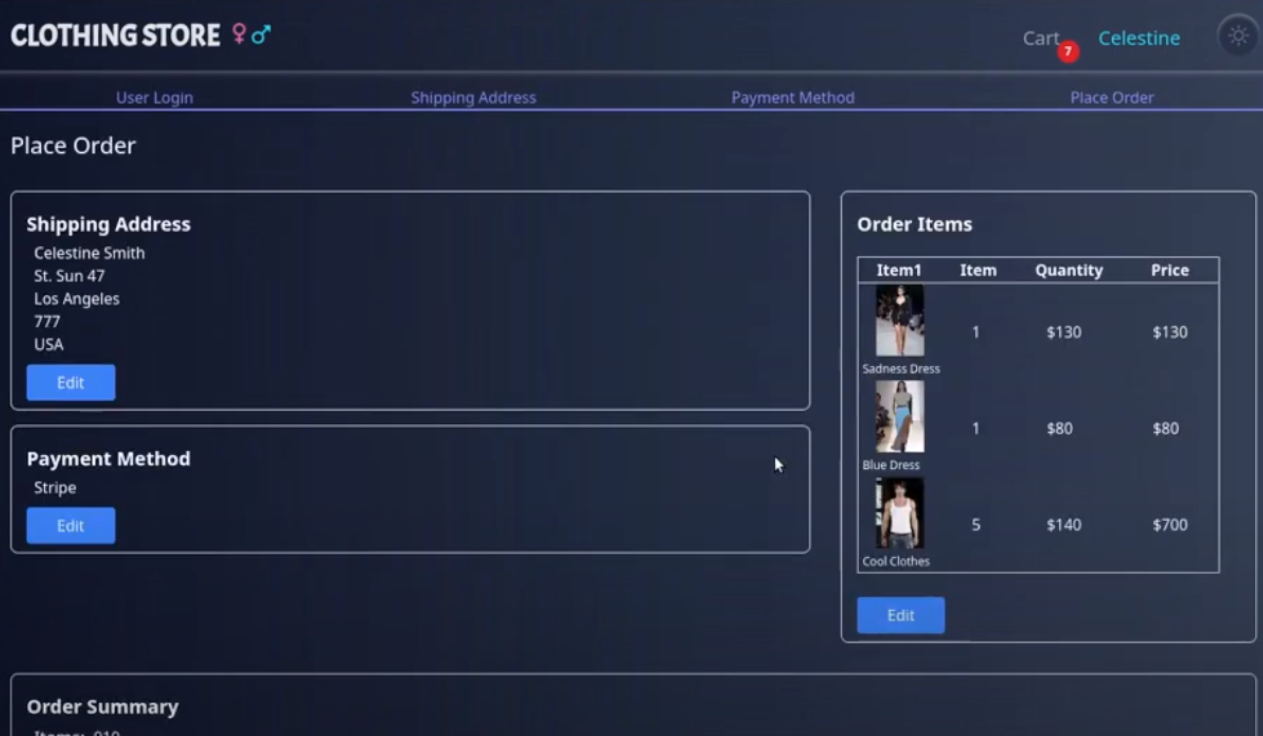 CLOTHING STORE
Cart 7 Celestine
User Login Shipping Address Payment Method Place Order
Place Order
Shipping Address
Celestine Smith
St. Sun 47
Los Angeles
777
USA
Edit
Payment Method
Stripe
Edit
Order Items
Item1 Item Quantity Price
1 $130 $130
Sadness Dress
1 $80 $80
Blue Dress
5 $140 $700
Cool Clothes
Edit
Order Summary
Items: 910